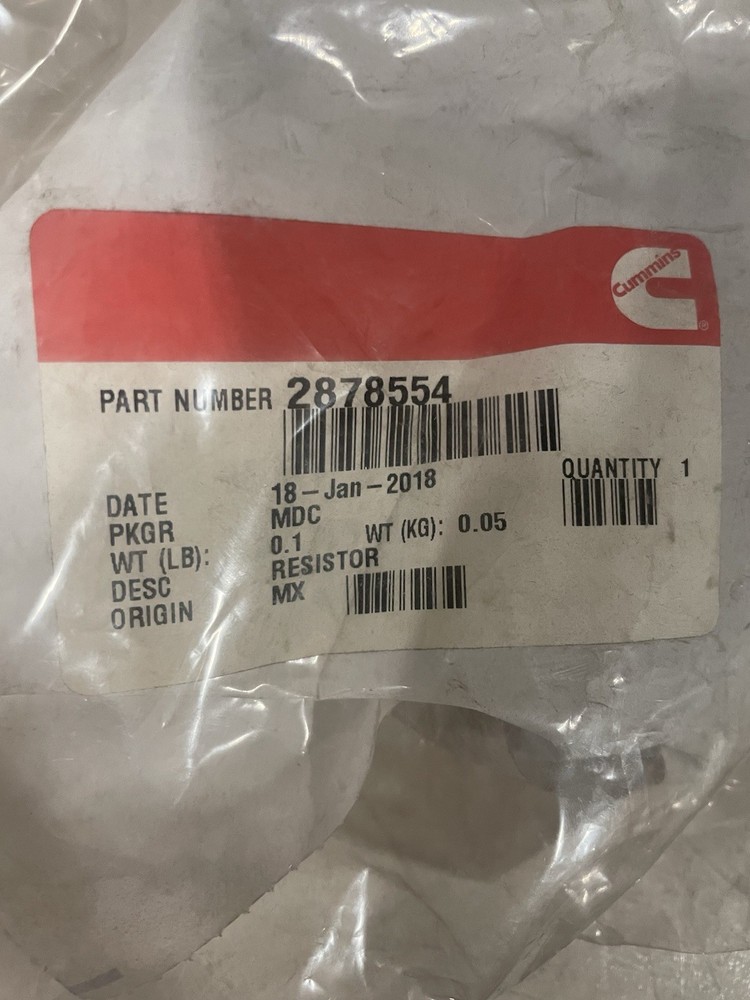 Cummins
®
PART NUMBER 2878554
QUANTITY 1
DATE 18-Jan-2018
PKGR MDC
WT (LB): 0.1 WT (KG): 0.05
DESC RESISTOR
ORIGIN MX